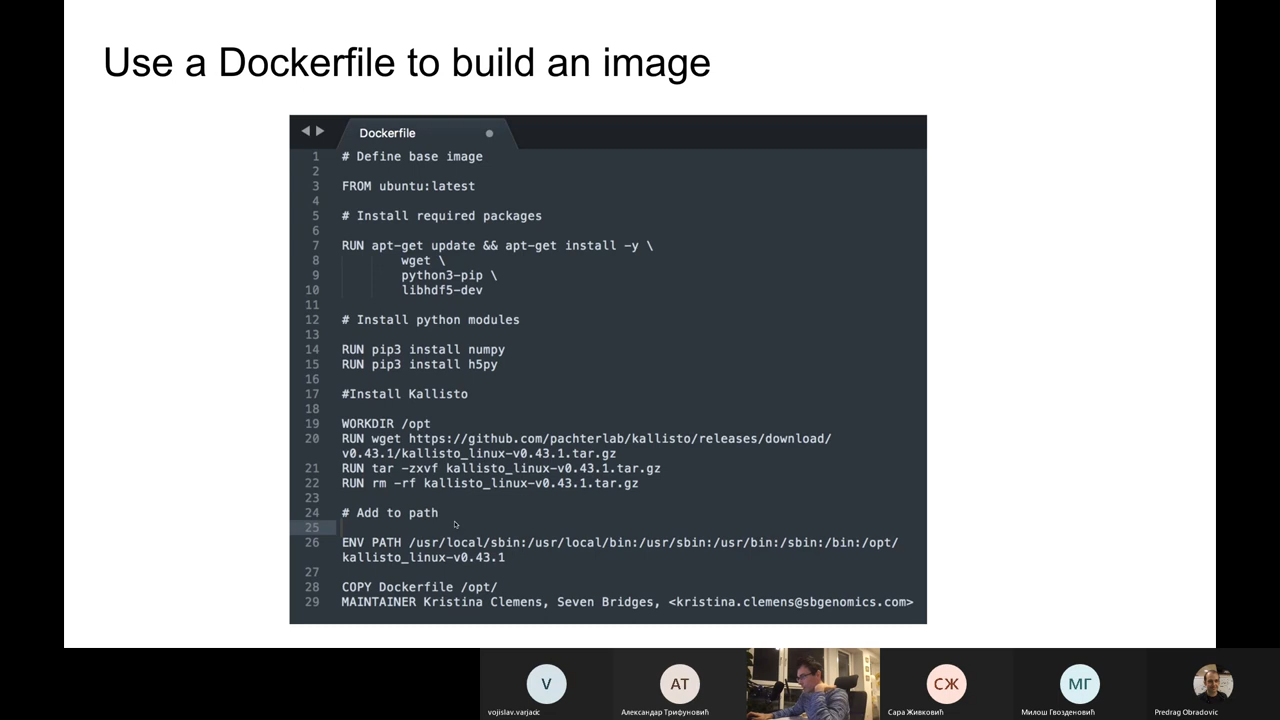 Use a Dockerfile to build an image
Dockerfile
1 # Define base image
2
3 FROM ubuntu:latest
4
5 # Install required packages
6
7 RUN apt-get update && apt-get install -y \
8 wget \
9 python3-pip \
10 libhdf5-dev
11
12 # Install python modules
13
14 RUN pip3 install numpy
15 RUN pip3 install h5py
16
17 #Install Kallisto
18
19 WORKDIR /opt
20 RUN wget https://github.com/pachterlab/kallisto/releases/download/
v0.43.1/kallisto_linux-v0.43.1.tar.gz
21 RUN tar -zxvf kallisto_linux-v0.43.1.tar.gz
22 RUN rm -rf kallisto_linux-v0.43.1.tar.gz
23
24 # Add to path
25
26 ENV PATH /usr/local/sbin:/usr/local/bin:/usr/sbin:/usr/bin:/sbin:/bin:/opt/
kallisto_linux-v0.43.1
27
28 COPY Dockerfile /opt/
29 MAINTAINER Kristina Clemens, Seven Bridges, <kristina.clemens@sbgenomics.com>
V AT СЖ МГ
vojislav.varjacic Александар Трифуновић Сара Живковић Милош Гвозденовић Predrag Obradovic